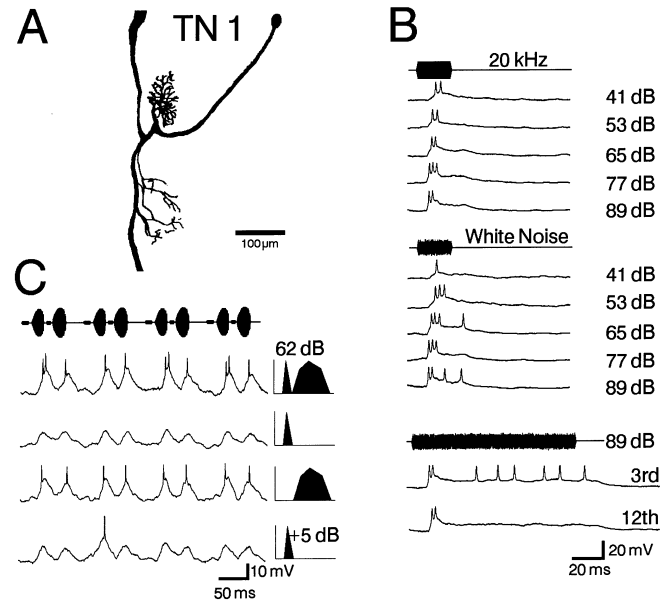 A
TN 1
100 µm
B
20 kHz
41 dB
53 dB
65 dB
77 dB
89 dB
White Noise
41 dB
53 dB
65 dB
77 dB
89 dB
89 dB
3rd
12th
20 mV
20 ms
C
62 dB
+5 dB
10 mV
50 ms